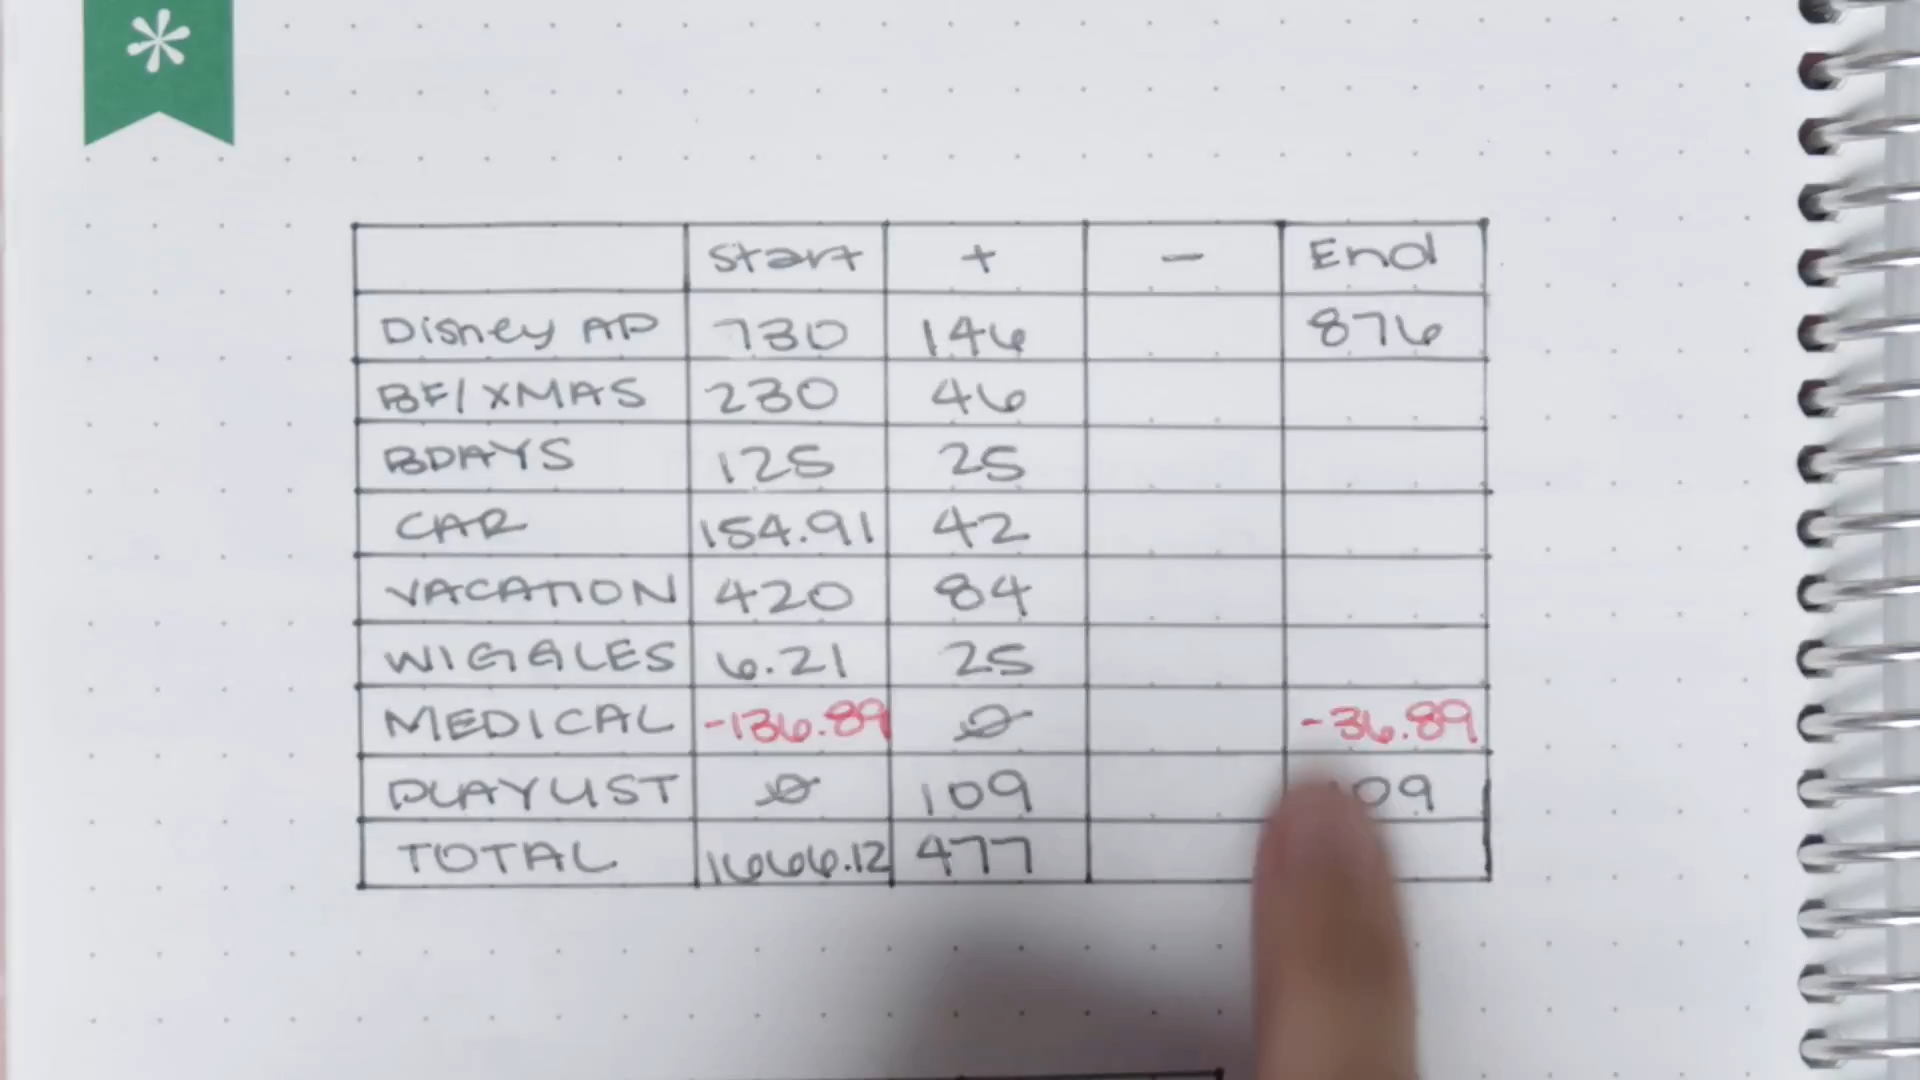 *
Start + - End
Disney AP 730 146 876
BF/XMAS 230 46
BDAYS 125 25
CAR 154.91 42
VACATION 420 84
WIGGLES 6.21 25
MEDICAL -136.89 Ø -36.89
PLAYLIST Ø 109 109
TOTAL 1666.12 477